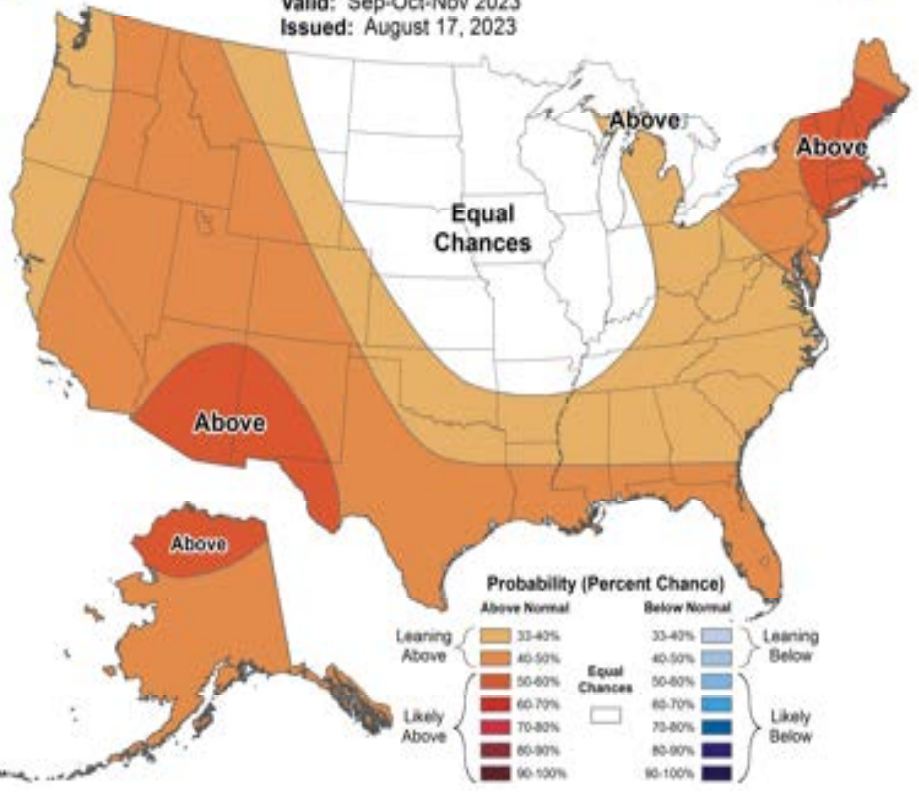 Valid: Sep-Oct-Nov 2023
Issued: August 17, 2023
Above
Above
Equal
Chances
Above
Above
Probability (Percent Chance)
Above Normal
Below Normal
Leaning
Above
33-40%
40-50%
Likely
Above
50-60%
60-70%
70-80%
80-90%
90-100%
Equal
Chances
33-40%
40-50%
Leaning
Below
50-60%
60-70%
70-80%
80-90%
90-100%
Likely
Below